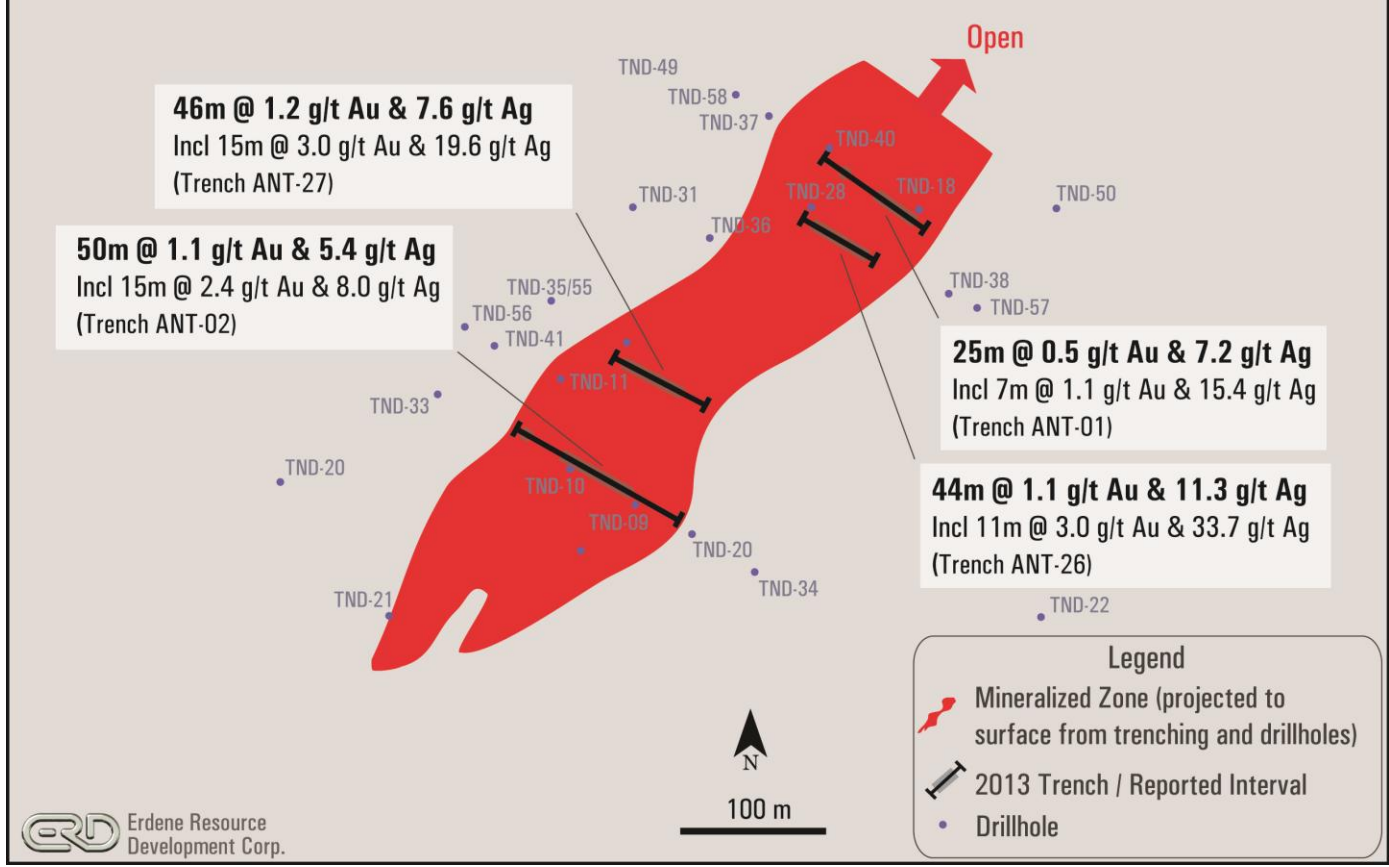 Open
TND-49
TND-58
TND-37
46m @ 1.2 g/t Au & 7.6 g/t Ag
Incl 15m @ 3.0 g/t Au & 19.6 g/t Ag
(Trench ANT-27)
TND-40
TND-31
TND-28
TND-18
TND-50
TND-36
50m @ 1.1 g/t Au & 5.4 g/t Ag
Incl 15m @ 2.4 g/t Au & 8.0 g/t Ag
(Trench ANT-02)
TND-35/55
TND-38
TND-56
TND-57
TND-41
TND-11
TND-33
25m @ 0.5 g/t Au & 7.2 g/t Ag
Incl 7m @ 1.1 g/t Au & 15.4 g/t Ag
(Trench ANT-01)
TND-20
TND-10
TND-09
44m @ 1.1 g/t Au & 11.3 g/t Ag
Incl 11m @ 3.0 g/t Au & 33.7 g/t Ag
(Trench ANT-26)
TND-20
TND-34
TND-21
TND-22
Legend
Mineralized Zone (projected to
surface from trenching and drillholes)
2013 Trench / Reported Interval
Drillhole
N
100 m
ERD
Erdene Resource
Development Corp.